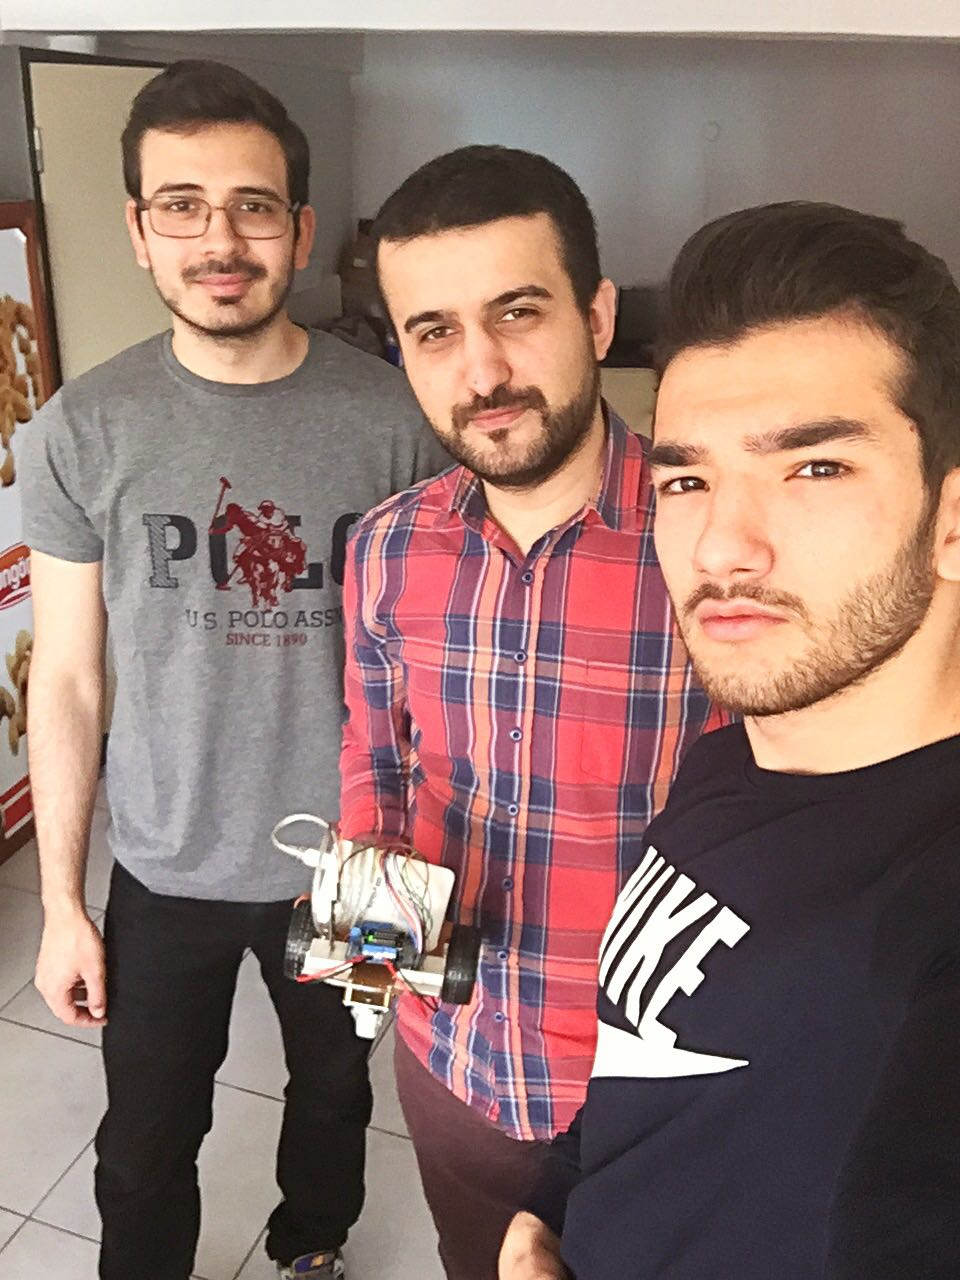 POLO
U.S. POLO ASSN
SINCE 1890
NIKE